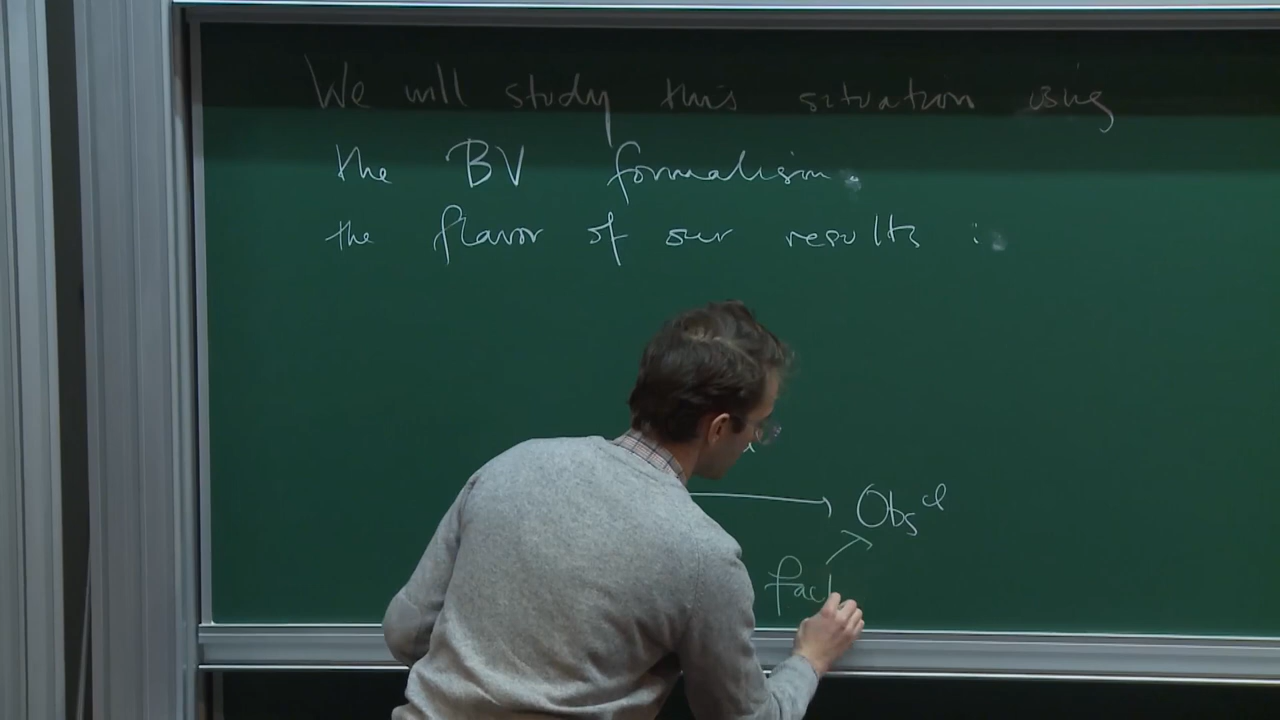 We will study this situation using
the BV formalism.
the flavor of our results :
Obs^cl
fact